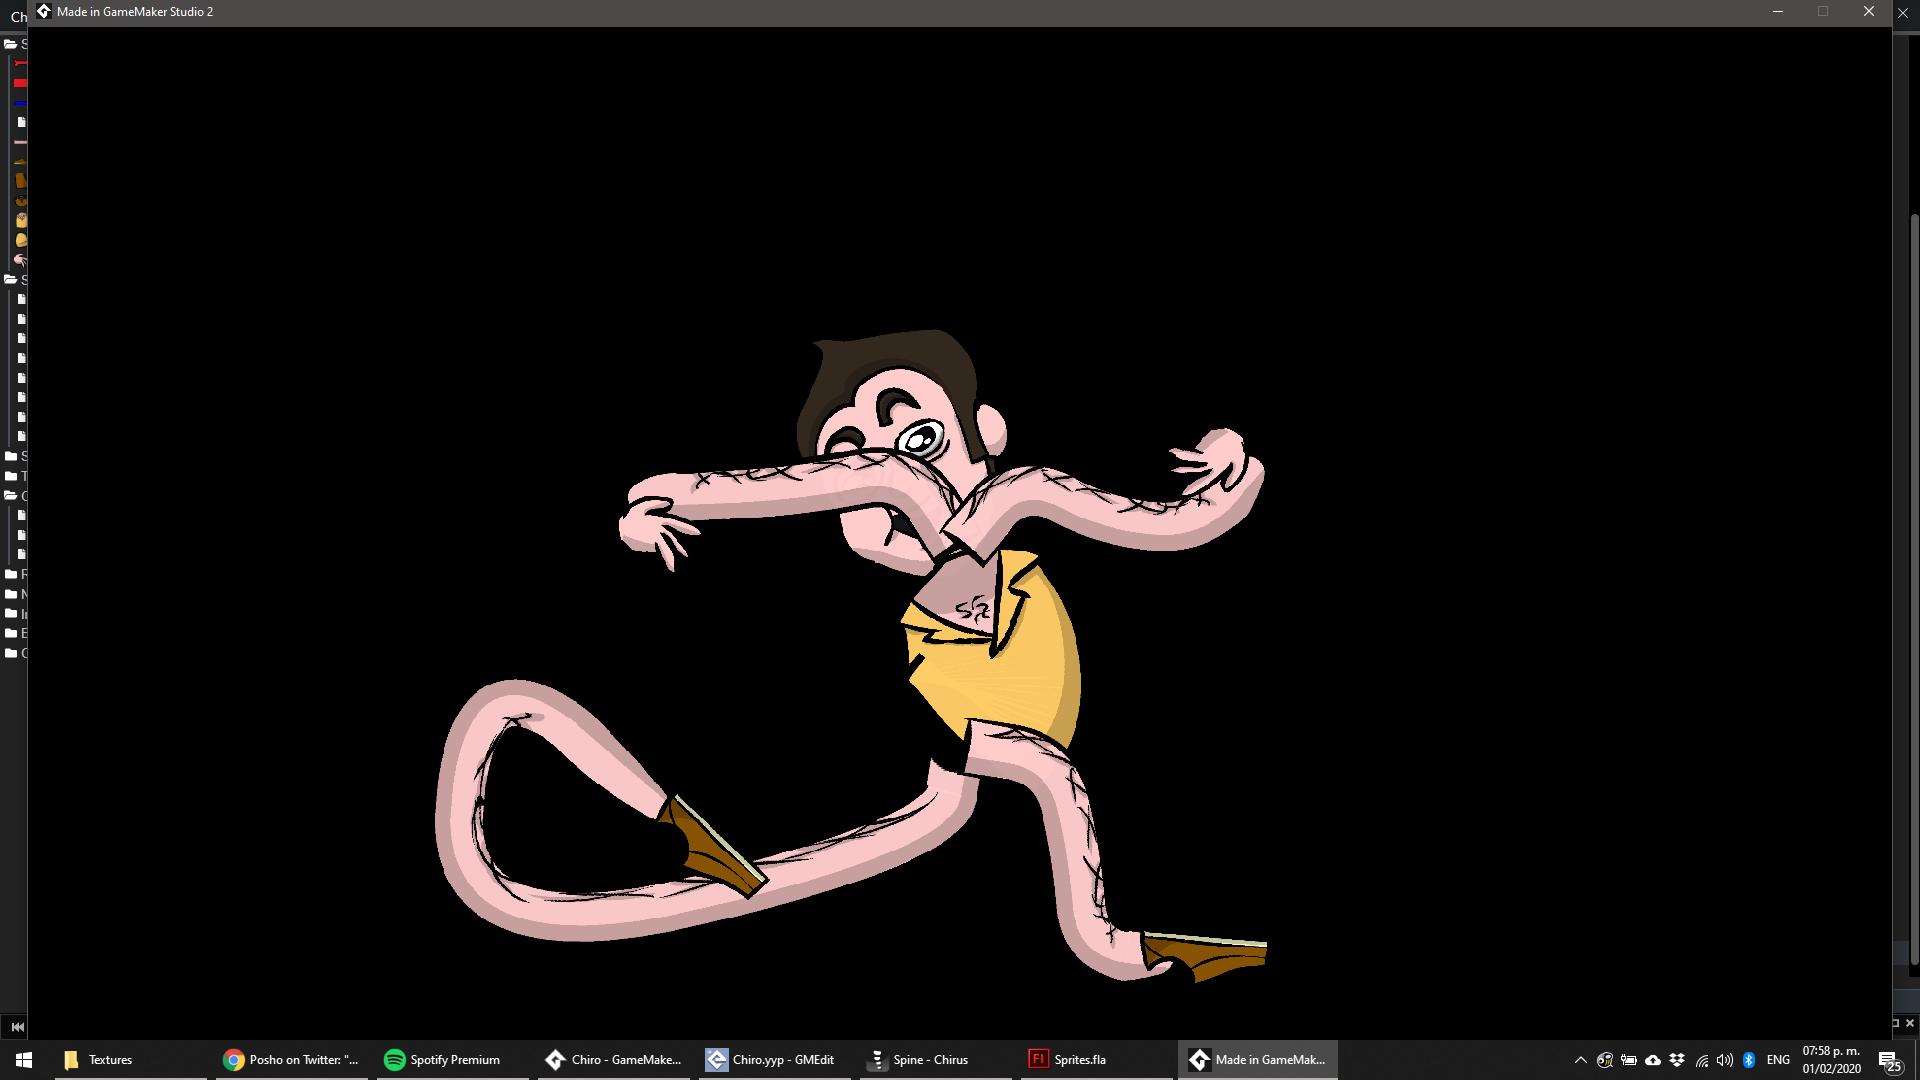 Ch
Made in GameMaker Studio 2
S
S
S
T
R
N
In
E
Textures
Posho on Twitter: "...
Spotify Premium
Chiro - GameMake...
Chiro.yyp - GMEdit
Spine - Chirus
Fl
Sprites.fla
Made in GameMak...
ENG
07:58 p. m.
01/02/2020
25